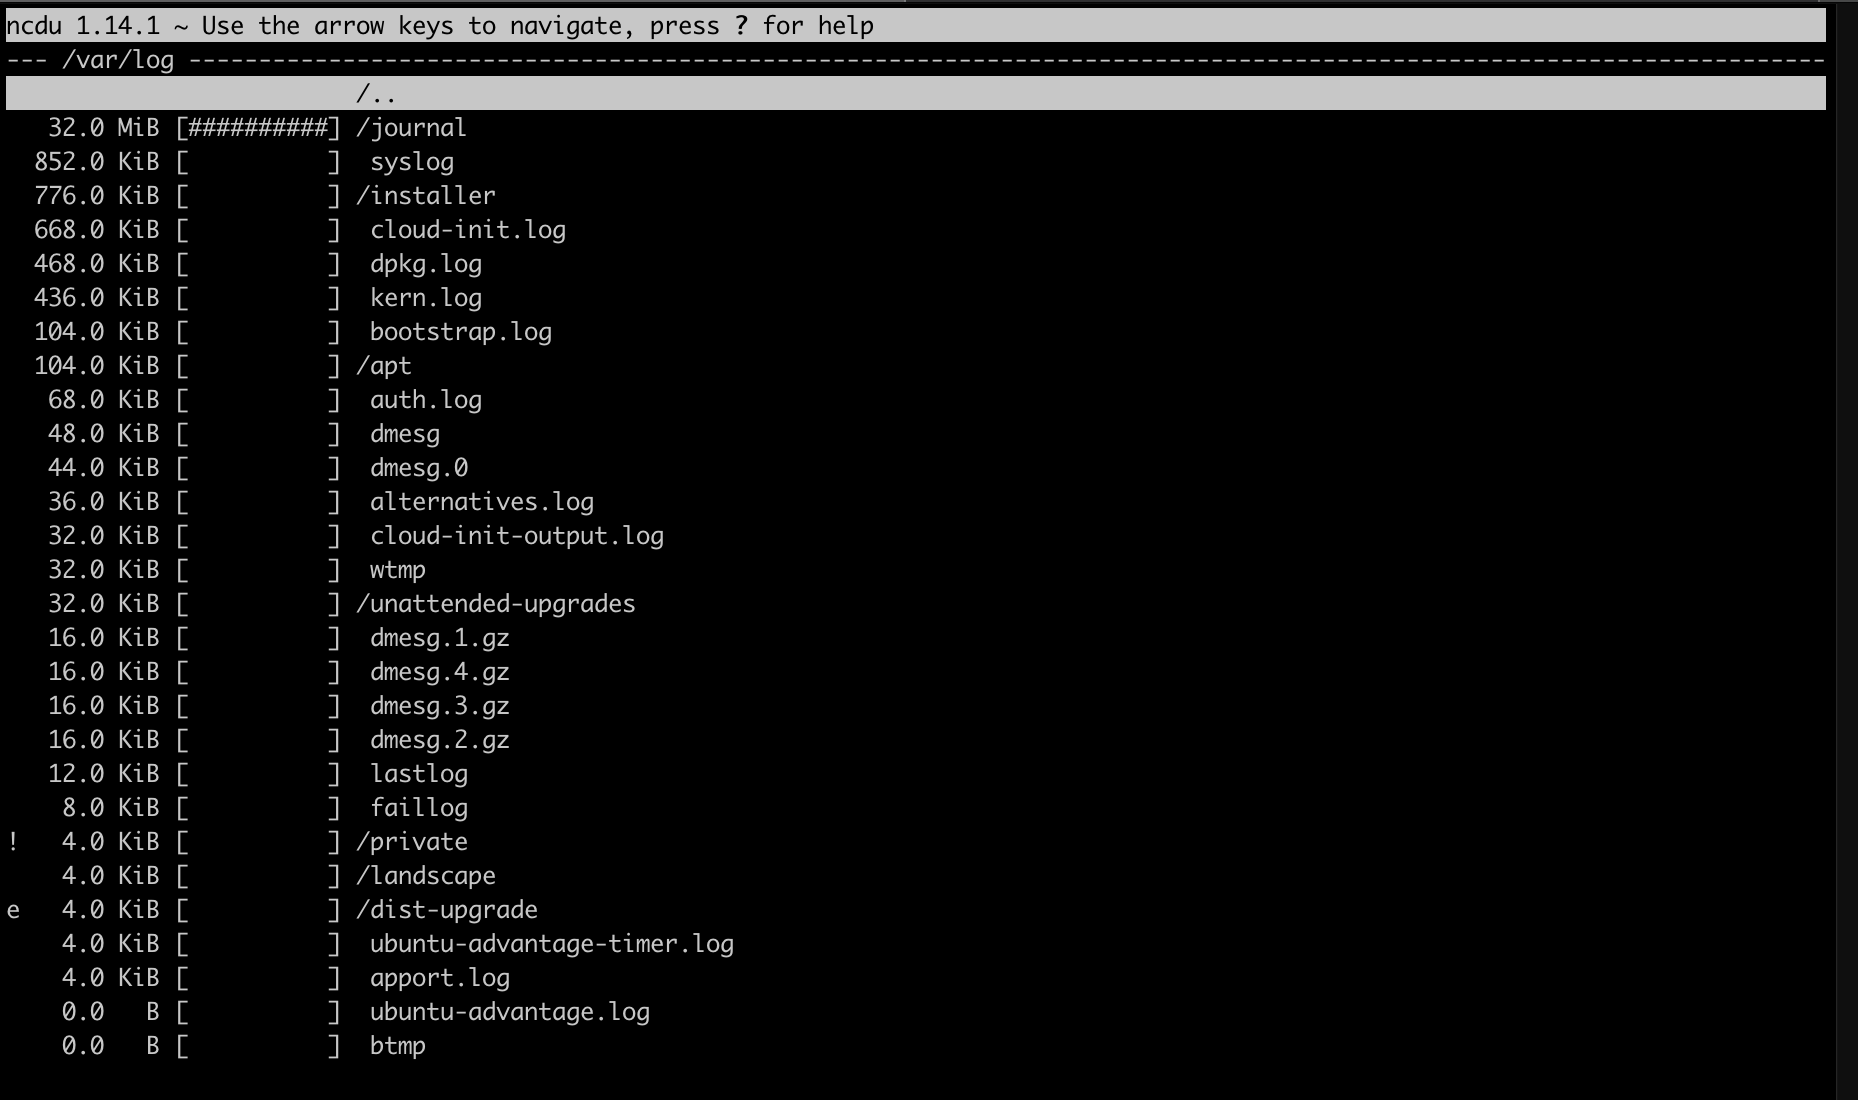 ncdu 1.14.1 ~ Use the arrow keys to navigate, press ? for help
--- /var/log ---------------------------------------------------------------------------------------------------------------------
                         /..
   32.0 MiB [##########] /journal
  852.0 KiB [          ]  syslog
  776.0 KiB [          ] /installer
  668.0 KiB [          ]  cloud-init.log
  468.0 KiB [          ]  dpkg.log
  436.0 KiB [          ]  kern.log
  104.0 KiB [          ]  bootstrap.log
  104.0 KiB [          ] /apt
   68.0 KiB [          ]  auth.log
   48.0 KiB [          ]  dmesg
   44.0 KiB [          ]  dmesg.0
   36.0 KiB [          ]  alternatives.log
   32.0 KiB [          ]  cloud-init-output.log
   32.0 KiB [          ]  wtmp
   32.0 KiB [          ] /unattended-upgrades
   16.0 KiB [          ]  dmesg.1.gz
   16.0 KiB [          ]  dmesg.4.gz
   16.0 KiB [          ]  dmesg.3.gz
   16.0 KiB [          ]  dmesg.2.gz
   12.0 KiB [          ]  lastlog
    8.0 KiB [          ]  faillog
!   4.0 KiB [          ] /private
    4.0 KiB [          ] /landscape
e   4.0 KiB [          ] /dist-upgrade
    4.0 KiB [          ]  ubuntu-advantage-timer.log
    4.0 KiB [          ]  apport.log
    0.0   B [          ]  ubuntu-advantage.log
    0.0   B [          ]  btmp